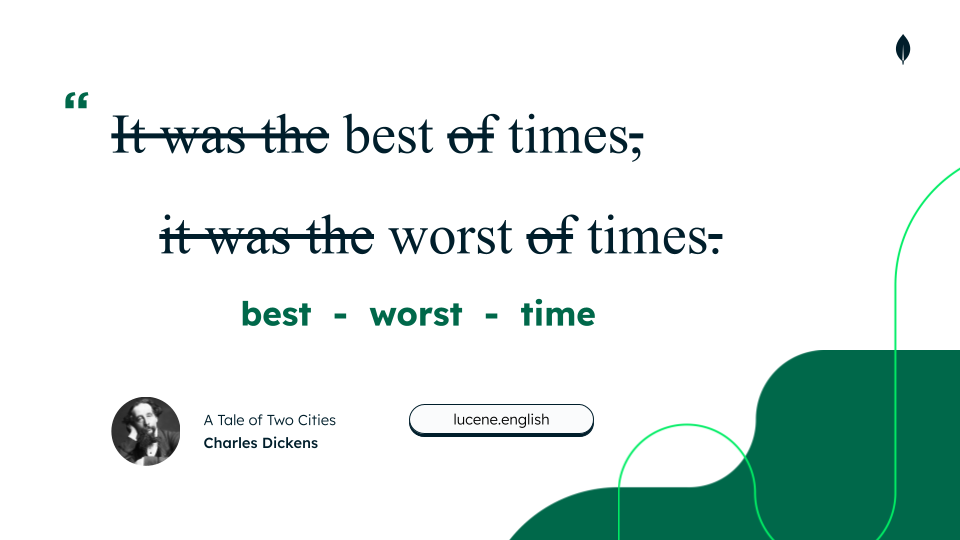 “ It was the best of times,
it was the worst of times.
best - worst - time
A Tale of Two Cities
Charles Dickens
lucene.english